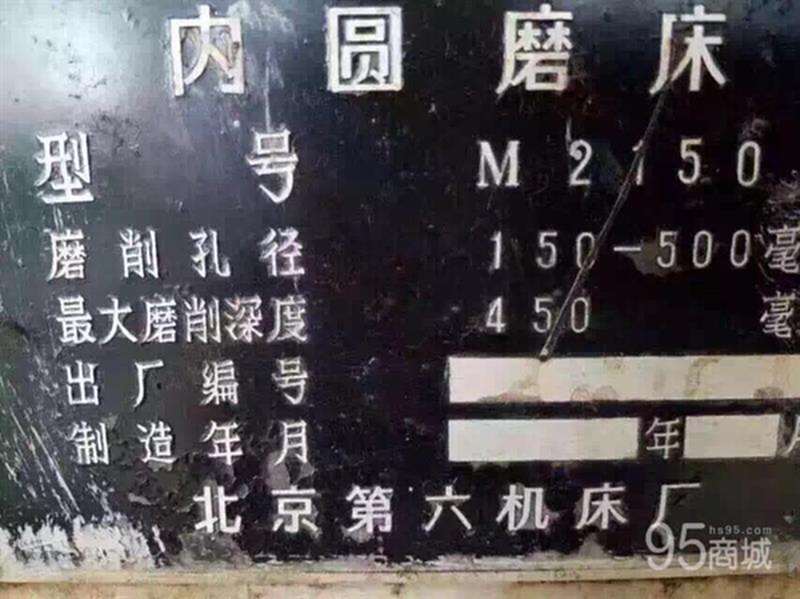 内圆磨床
型号 M2150
磨削孔径 150-500毫
最大磨削深度 450 毫
出厂编号
制造年月 年 月
北京第六机床厂
hs95.com
95商城